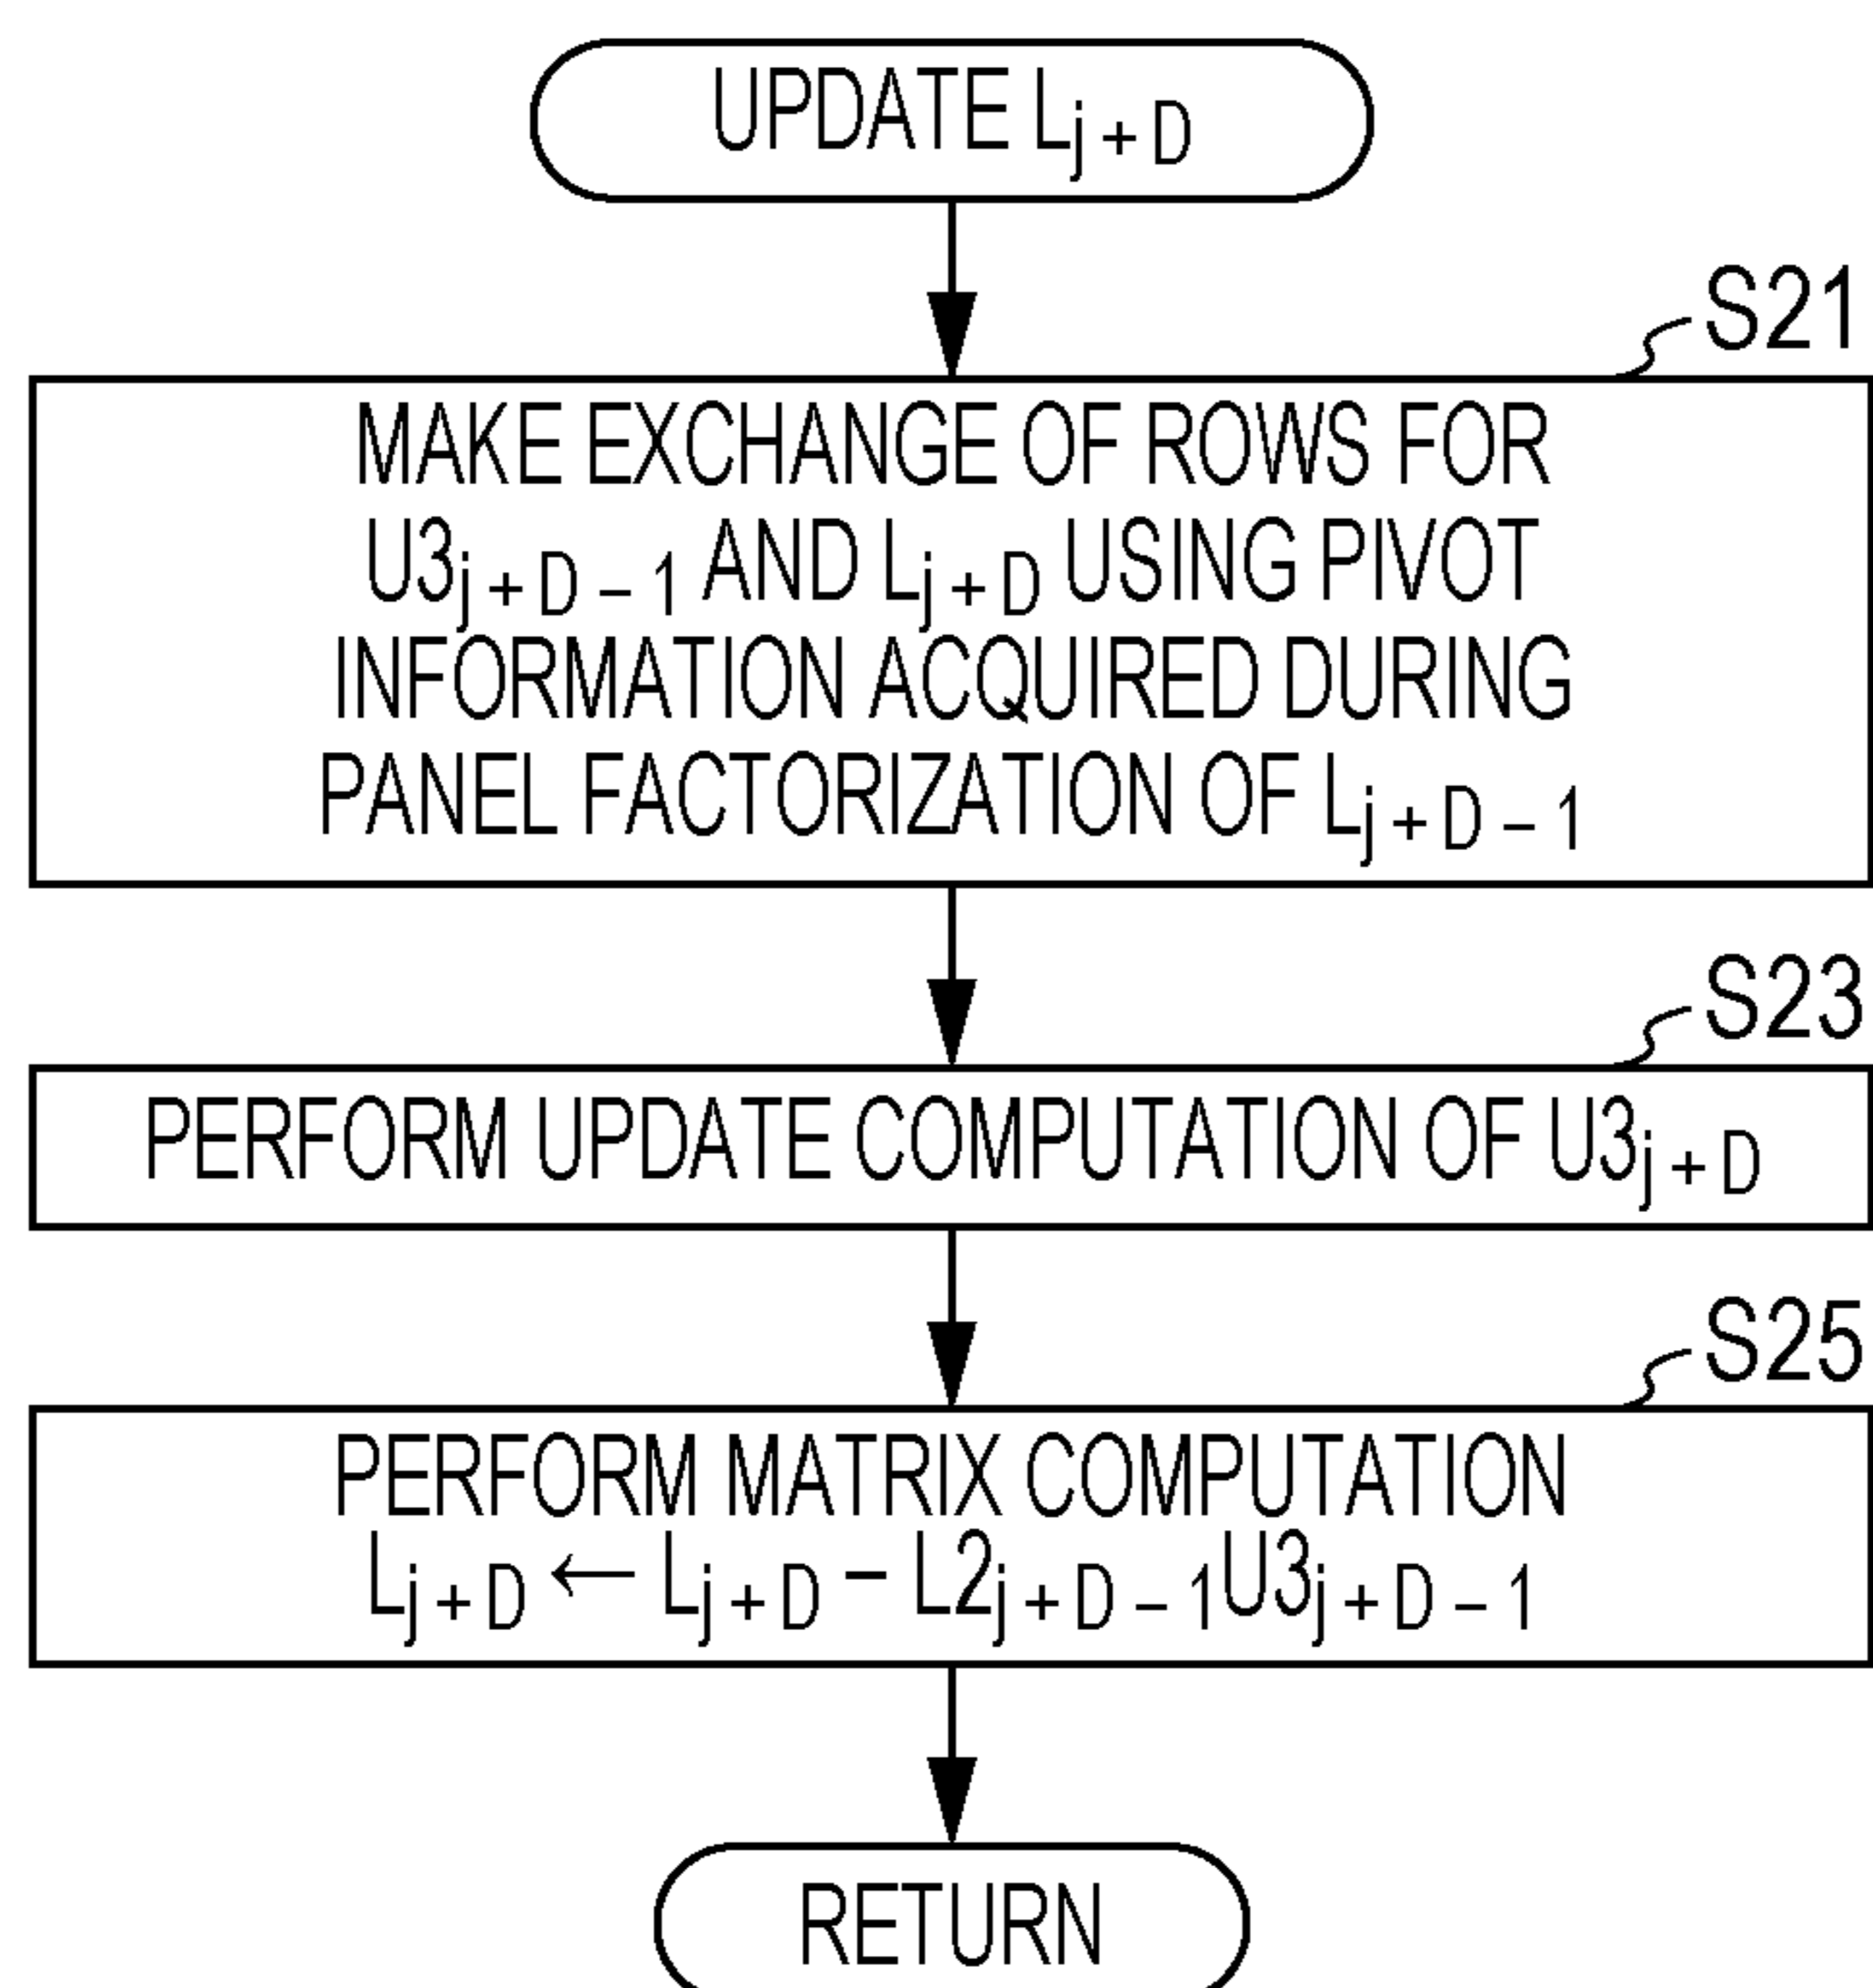 UPDATE Lj + D
S21
MAKE EXCHANGE OF ROWS FOR
U3j + D − 1 AND Lj + D USING PIVOT
INFORMATION ACQUIRED DURING
PANEL FACTORIZATION OF Lj + D − 1
S23
PERFORM UPDATE COMPUTATION OF U3j + D
S25
PERFORM MATRIX COMPUTATION
Lj + D ← Lj + D − L2j + D − 1U3j + D − 1
RETURN